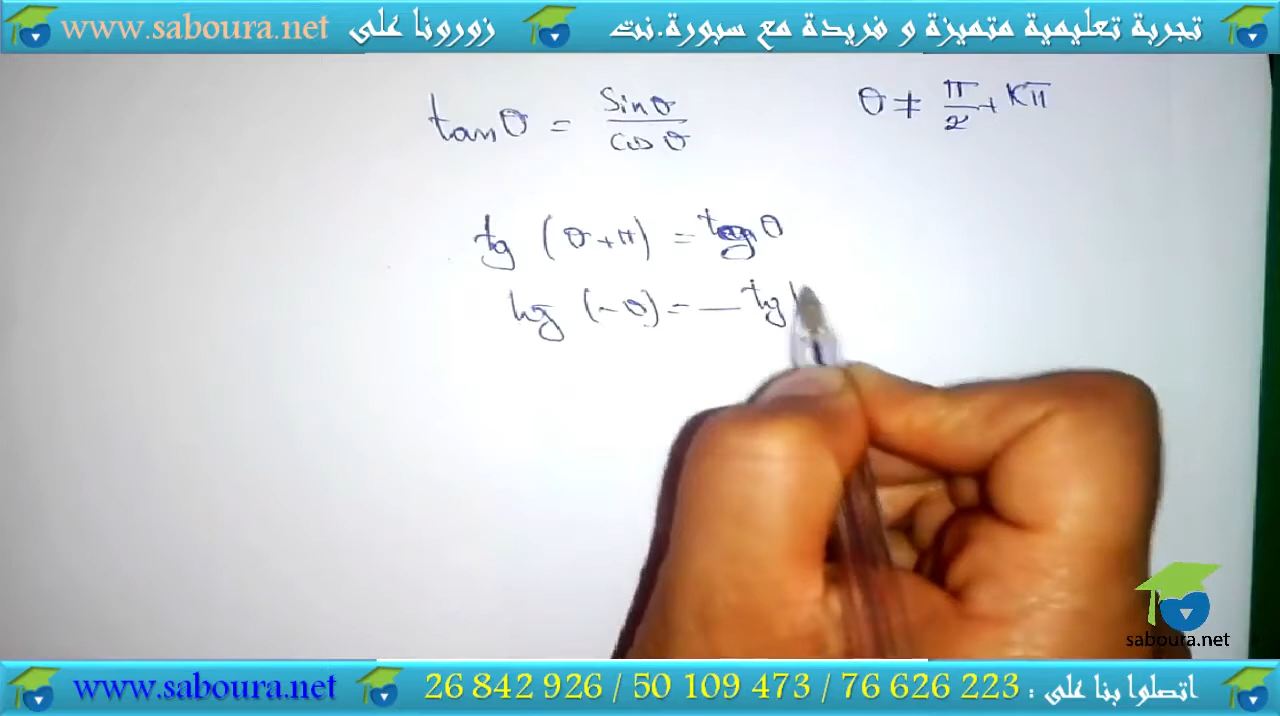 تجربة تعليمية متميزة و فريدة مع سبورة.نت زورونا على www.saboura.net
tanθ = sinθ / cosθ θ ≠ π/2 + Kπ
tg (θ+π) = tg θ
tg (-θ) = - tg
saboura.net
اتصلوا بنا على : 26 842 926 / 50 109 473 / 76 626 223 www.saboura.net